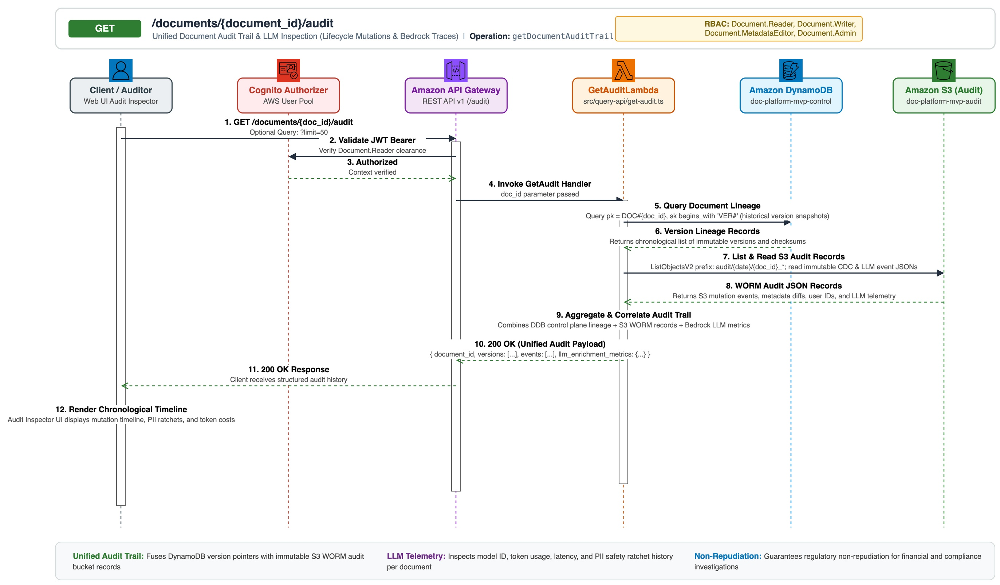 GET
/documents/{document_id}/audit
Unified Document Audit Trail & LLM Inspection (Lifecycle Mutations & Bedrock Traces) | Operation: getDocumentAuditTrail
RBAC: Document.Reader, Document.Writer,
Document.MetadataEditor, Document.Admin
Client / Auditor
Web UI Audit Inspector
Cognito Authorizer
AWS User Pool
Amazon API Gateway
REST API v1 (/audit)
GetAuditLambda
src/query-api/get-audit.ts
Amazon DynamoDB
doc-platform-mvp-control
Amazon S3 (Audit)
doc-platform-mvp-audit
1. GET /documents/{doc_id}/audit
Optional Query: ?limit=50
2. Validate JWT Bearer
Verify Document.Reader clearance
3. Authorized
Context verified
4. Invoke GetAudit Handler
doc_id parameter passed
5. Query Document Lineage
Query pk = DOC#{doc_id}, sk begins_with 'VER#' (historical version snapshots)
6. Version Lineage Records
Returns chronological list of immutable versions and checksums
7. List & Read S3 Audit Records
ListObjectsV2 prefix: audit/{date}/{doc_id}_*; read immutable CDC & LLM event JSONs
8. WORM Audit JSON Records
Returns S3 mutation events, metadata diffs, user IDs, and LLM telemetry
9. Aggregate & Correlate Audit Trail
Combines DDB control plane lineage + S3 WORM records + Bedrock LLM metrics
10. 200 OK (Unified Audit Payload)
{ document_id, versions: [...], events: [...], llm_enrichment_metrics: {...} }
11. 200 OK Response
Client receives structured audit history
12. Render Chronological Timeline
Audit Inspector UI displays mutation timeline, PII ratchets, and token costs
Unified Audit Trail: Fuses DynamoDB version pointers with immutable S3 WORM audit
bucket records
LLM Telemetry: Inspects model ID, token usage, latency, and PII safety ratchet history
per document
Non-Repudiation: Guarantees regulatory non-repudiation for financial and compliance
investigations